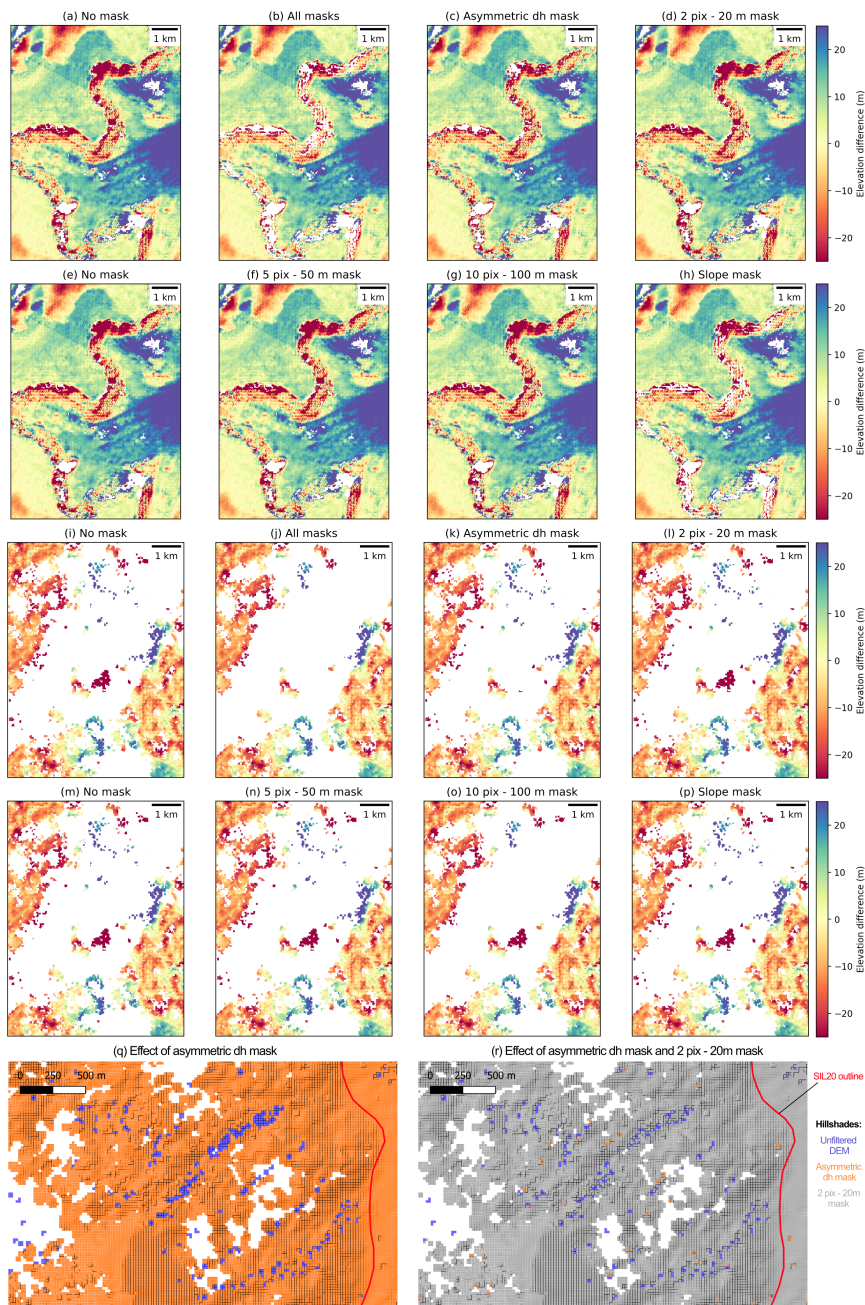 (a) No mask
(b) All masks
(c) Asymmetric dh mask
(d) 2 pix - 20 m mask
1 km
1 km
1 km
1 km
20
10
0
−10
−20
Elevation difference (m)
(e) No mask
(f) 5 pix - 50 m mask
(g) 10 pix - 100 m mask
(h) Slope mask
1 km
1 km
1 km
1 km
20
10
0
−10
−20
Elevation difference (m)
(i) No mask
(j) All masks
(k) Asymmetric dh mask
(l) 2 pix - 20 m mask
1 km
1 km
1 km
1 km
20
10
0
−10
−20
Elevation difference (m)
(m) No mask
(n) 5 pix - 50 m mask
(o) 10 pix - 100 m mask
(p) Slope mask
1 km
1 km
1 km
1 km
20
10
0
−10
−20
Elevation difference (m)
(q) Effect of asymmetric dh mask
(r) Effect of asymmetric dh mask and 2 pix - 20m mask
0 250 500 m
0 250 500 m
SIL20 outline
Hillshades:
Unfiltered
DEM
Asymmetric
dh mask
2 pix - 20m
mask